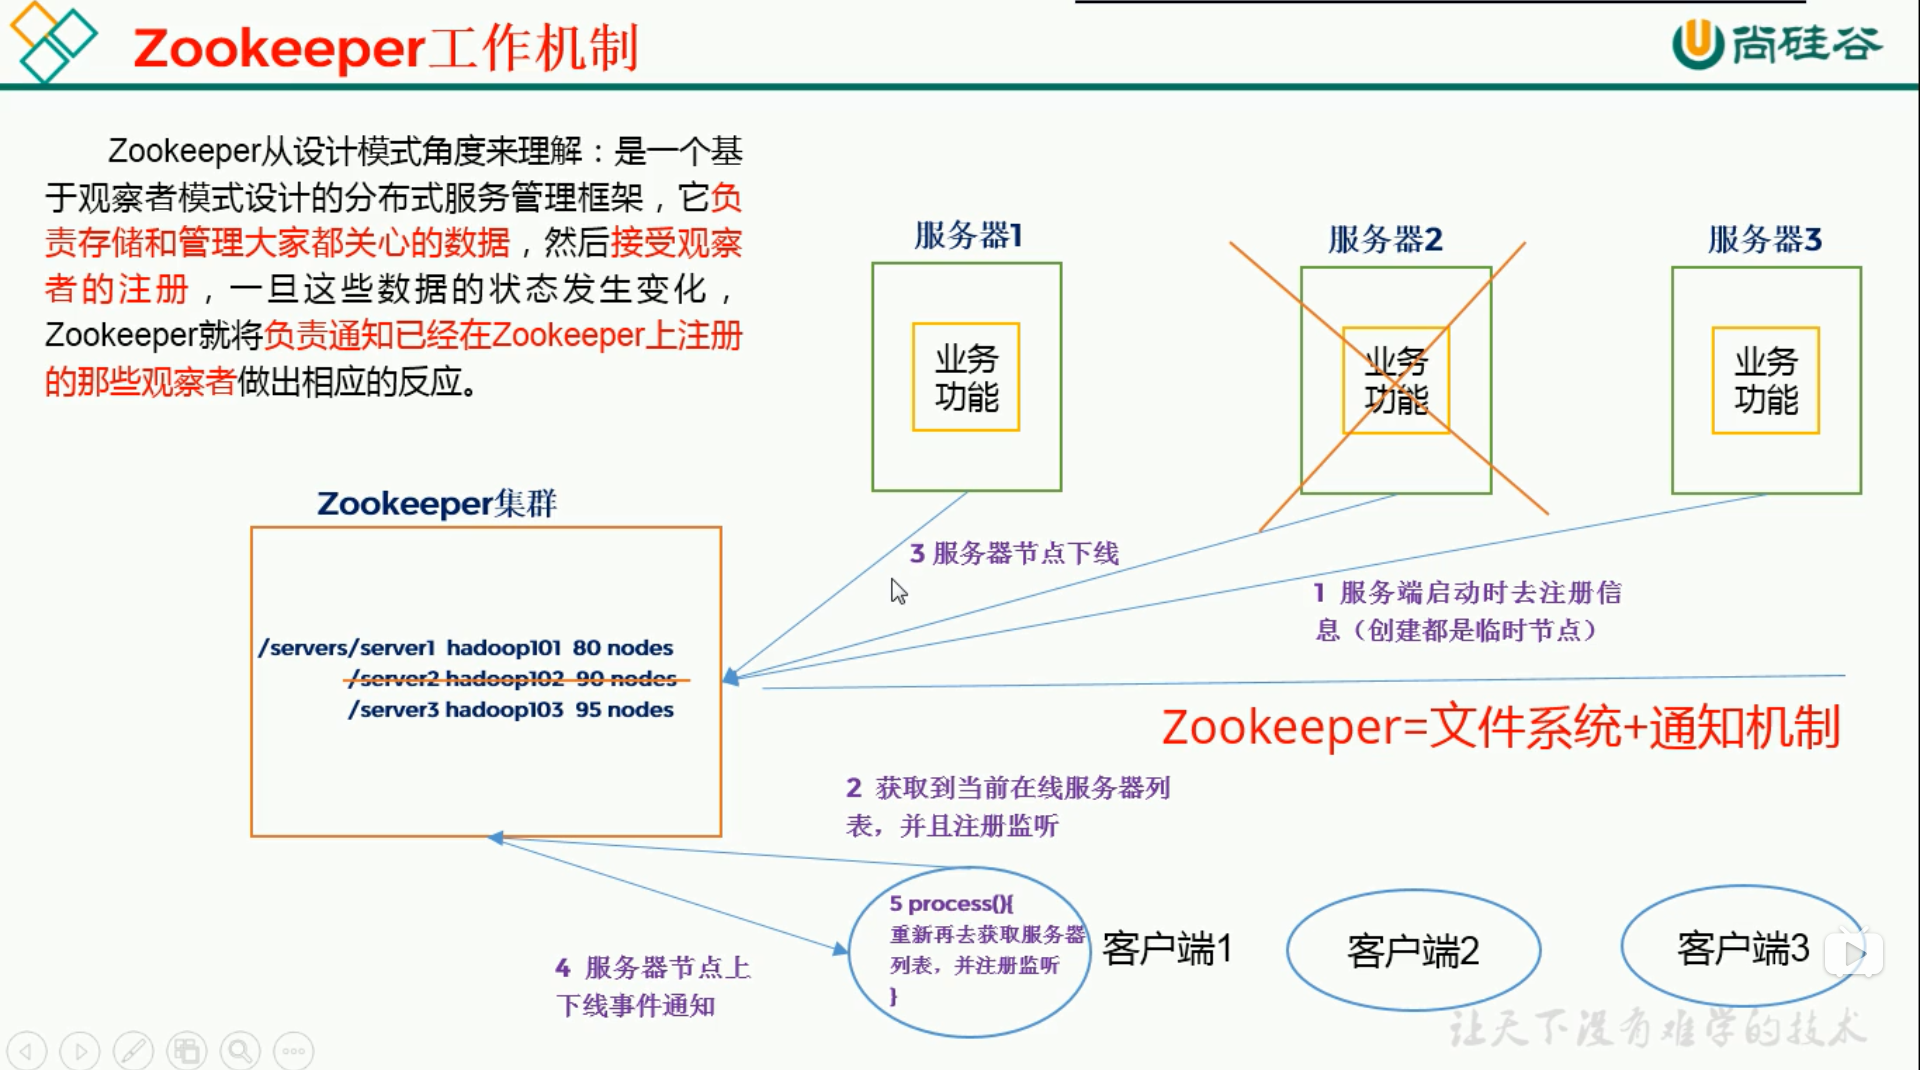 Zookeeper工作机制
尚硅谷
Zookeeper从设计模式角度来理解：是一个基
于观察者模式设计的分布式服务管理框架，它负
责存储和管理大家都关心的数据，然后接受观察
者的注册，一旦这些数据的状态发生变化，
Zookeeper就将负责通知已经在Zookeeper上注册
的那些观察者做出相应的反应。
服务器1
业务
功能
服务器2
业务
功能
服务器3
业务
功能
Zookeeper集群
/servers/server1 hadoop101 80 nodes
/server2 hadoop102 90 nodes
/server3 hadoop103 95 nodes
3 服务器节点下线
1 服务端启动时去注册信
息（创建都是临时节点）
Zookeeper=文件系统+通知机制
2 获取到当前在线服务器列
表，并且注册监听
5 process(){
重新再去获取服务器
列表，并注册监听
}
客户端1
客户端2
客户端3
4 服务器节点上
下线事件通知
让天下没有难学的技术